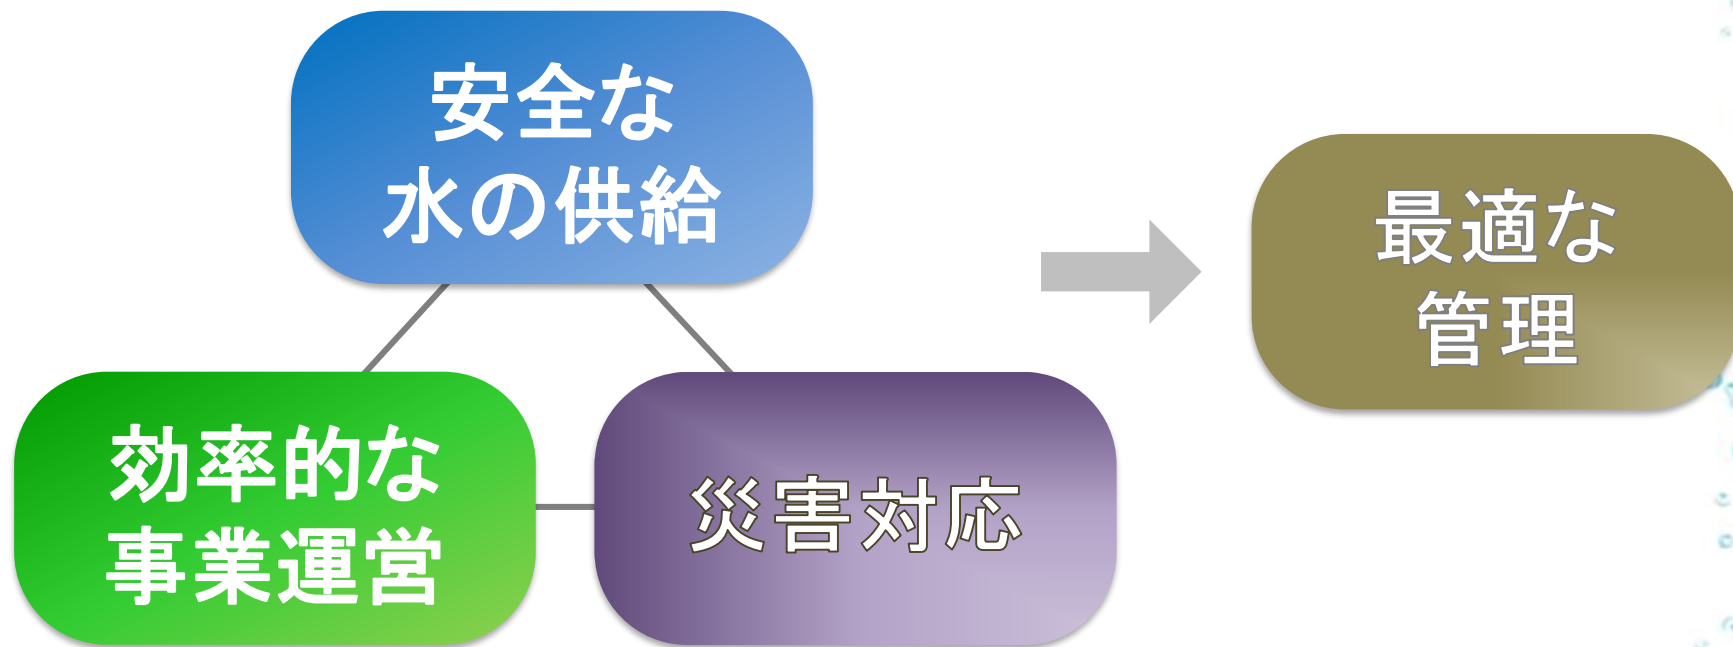 安全な
水の供給
効率的な
事業運営
災害対応
最適な
管理